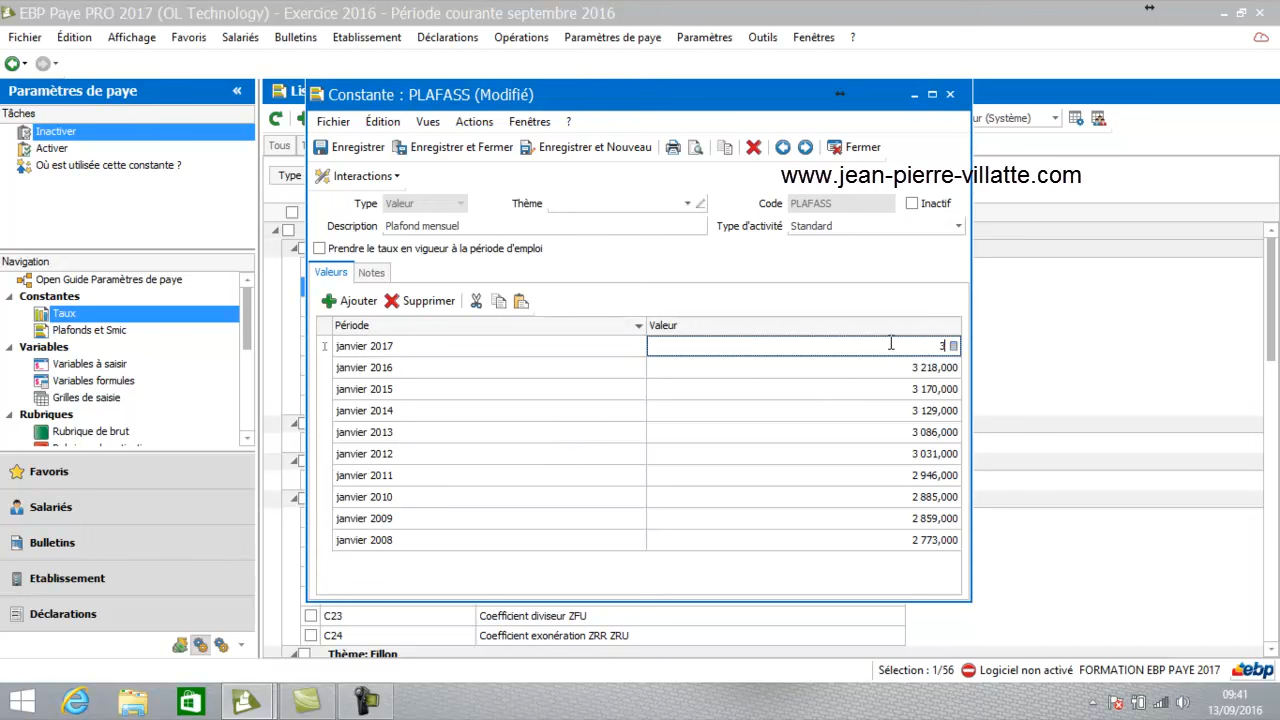 EBP Paye PRO 2017 (OL Technology) - Exercice 2016 - Période courante septembre 2016
Fichier Édition Affichage Favoris Salariés Bulletins Etablissement Déclarations Opérations Paramètres de paye Paramètres Outils Fenêtres ?
Paramètres de paye «
Tâches
Inactiver
Activer
Où est utilisée cette constante ?
Navigation
Open Guide Paramètres de paye
Constantes
Taux
Plafonds et Smic
Variables
Variables à saisir
Variables formules
Grilles de saisie
Rubriques
Rubrique de brut
Favoris
Salariés
Bulletins
Etablissement
Déclarations
Lis
Tous
Type
ur (Système)
Constante : PLAFASS (Modifié)
Fichier Édition Vues Actions Fenêtres ?
Enregistrer Enregistrer et Fermer Enregistrer et Nouveau Fermer
Interactions
www.jean-pierre-villatte.com
Type Valeur Thème Code PLAFASS Inactif
Description Plafond mensuel Type d'activité Standard
Prendre le taux en vigueur à la période d'emploi
Valeurs Notes
Ajouter Supprimer
Période Valeur
janvier 2017 3
janvier 2016 3 218,000
janvier 2015 3 170,000
janvier 2014 3 129,000
janvier 2013 3 086,000
janvier 2012 3 031,000
janvier 2011 2 946,000
janvier 2010 2 885,000
janvier 2009 2 859,000
janvier 2008 2 773,000
C23 Coefficient diviseur ZFU
C24 Coefficient exonération ZRR ZRU
Thème: Fillon
Sélection : 1/56 Logiciel non activé FORMATION EBP PAYE 2017 ebp
09:41
13/09/2016